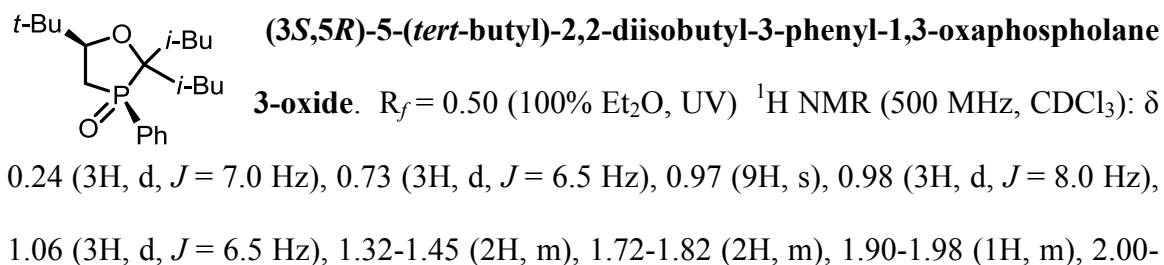 t-Bu O i-Bu (3S,5R)-5-(tert-butyl)-2,2-diisobutyl-3-phenyl-1,3-oxaphospholane
i-Bu
P
O Ph 3-oxide. Rf = 0.50 (100% Et₂O, UV) ¹H NMR (500 MHz, CDCl₃): δ
0.24 (3H, d, J = 7.0 Hz), 0.73 (3H, d, J = 6.5 Hz), 0.97 (9H, s), 0.98 (3H, d, J = 8.0 Hz),
1.06 (3H, d, J = 6.5 Hz), 1.32-1.45 (2H, m), 1.72-1.82 (2H, m), 1.90-1.98 (1H, m), 2.00-